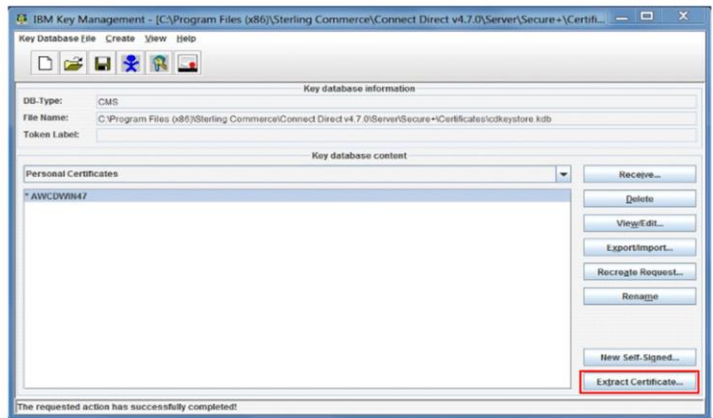 IBM Key Management - [C:\Program Files (x86)\Sterling Commerce\Connect Direct v4.7.0\Server\Secure+\Certifi...
Key Database File Create View Help
Key database information
DB-Type: CMS
File Name: C:\Program Files (x86)\Sterling Commerce\Connect Direct v4.7.0\Server\Secure+\Certificates\cdkeystore.kdb
Token Label:
Key database content
Personal Certificates
Receive...
* AWCDWIN47
Delete
View/Edit...
Export/Import...
Recreate Request...
Rename
New Self-Signed...
Extract Certificate...
The requested action has successfully completed!